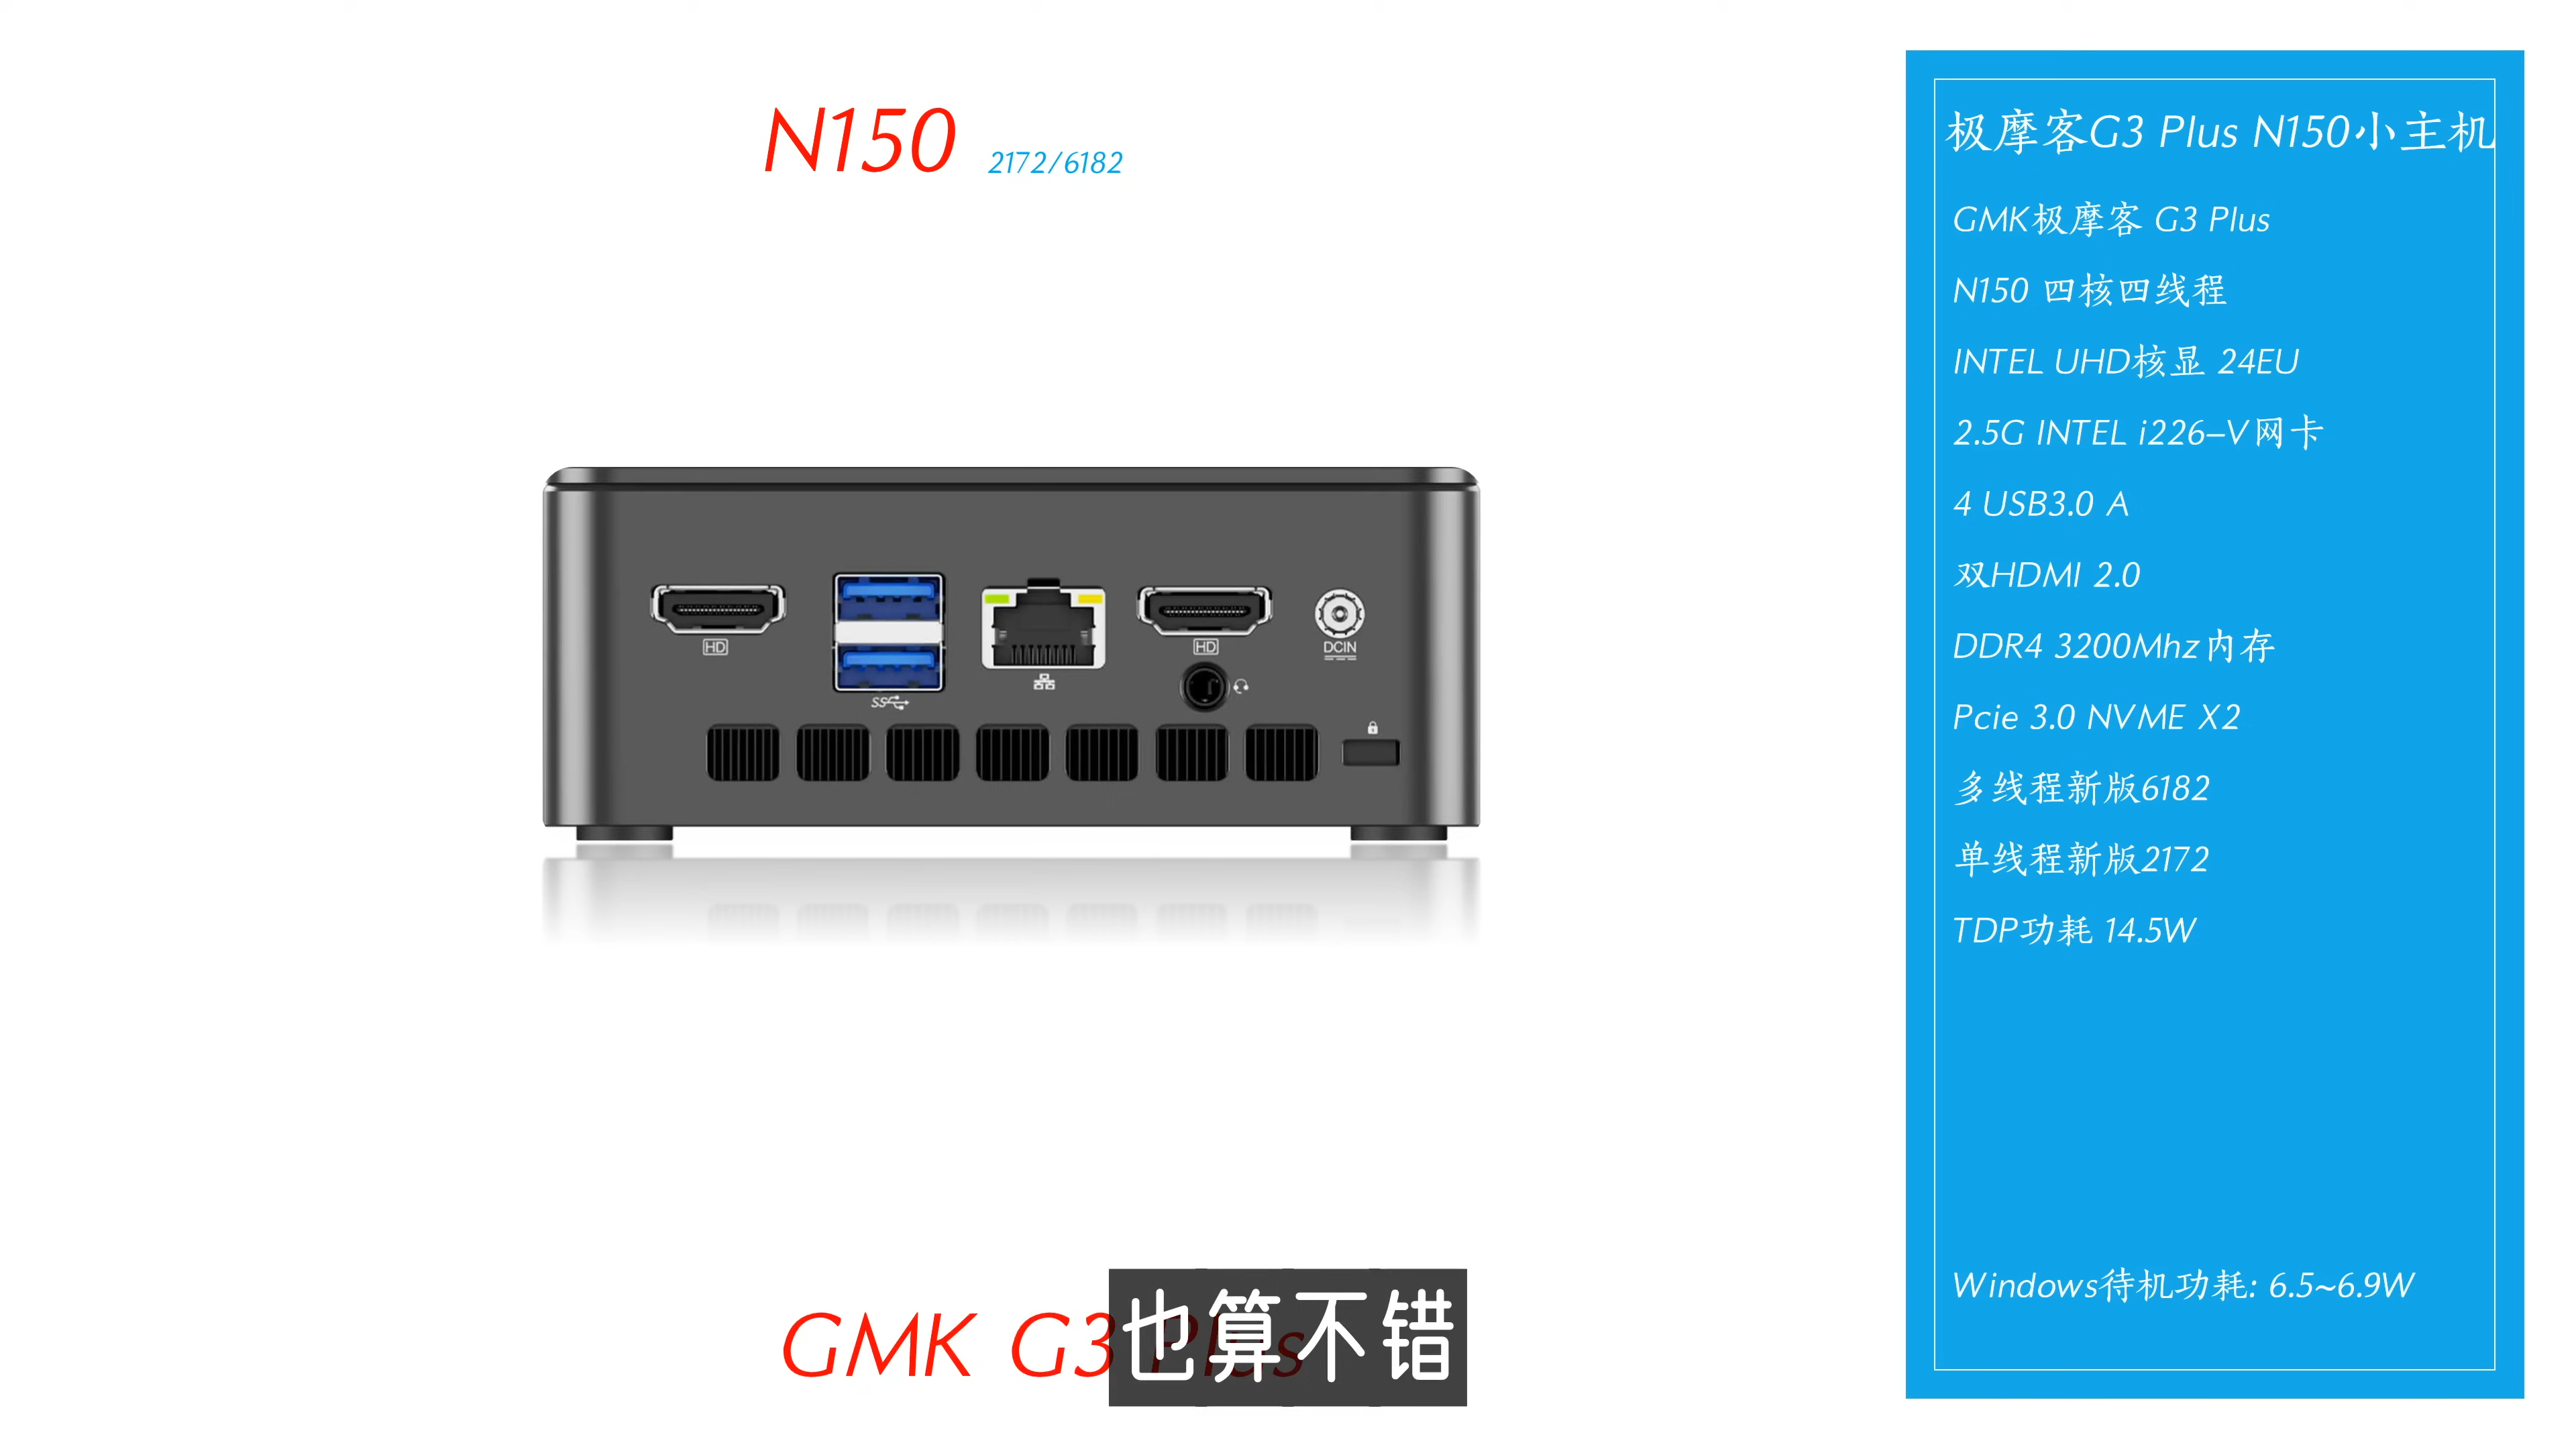 N150 2172/6182
HD
SS
HD
DCIN
GMK G3 Plus
也算不错
极摩客G3 Plus N150小主机
GMK极摩客 G3 Plus
N150 四核四线程
INTEL UHD核显 24EU
2.5G INTEL i226-V网卡
4 USB3.0 A
双HDMI 2.0
DDR4 3200Mhz内存
Pcie 3.0 NVME X2
多线程新版6182
单线程新版2172
TDP功耗 14.5W
Windows待机功耗: 6.5~6.9W